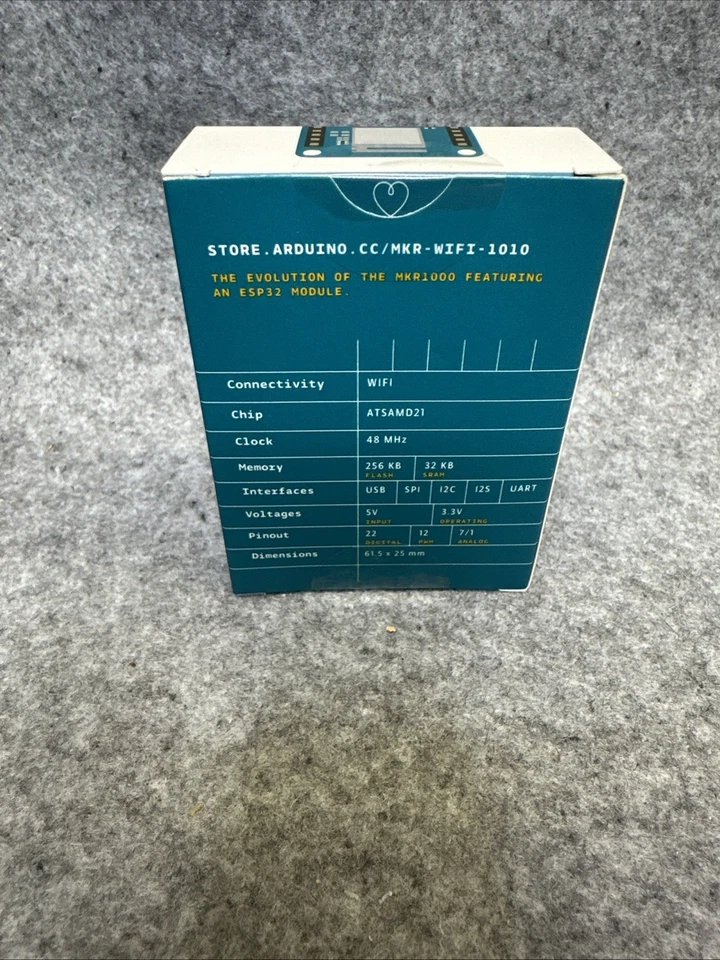 STORE.ARDUINO.CC/MKR-WIFI-1010
THE EVOLUTION OF THE MKR1000 FEATURING
AN ESP32 MODULE.
Connectivity WIFI
Chip ATSAMD21
Clock 48 MHz
Memory 256 KB 32 KB
FLASH SRAM
Interfaces USB SPI I2C I2S UART
Voltages 5V 3.3V
INPUT OPERATING
Pinout 22 12 7/1
DIGITAL PWM ANALOG
Dimensions 61.5 x 25 mm